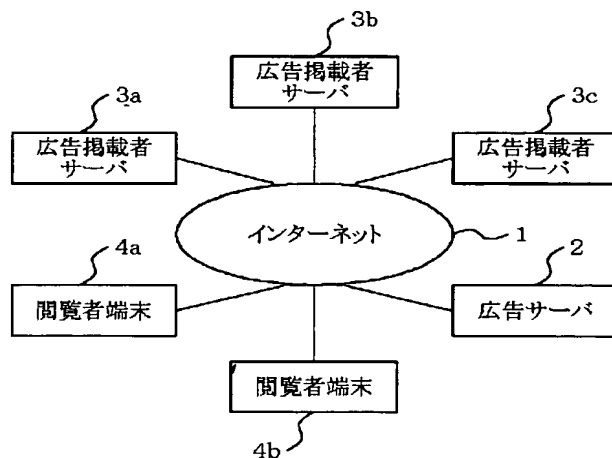 3b
広告掲載者
サーバ
3a
広告掲載者
サーバ
3c
広告掲載者
サーバ
インターネット
1
4a
閲覧者端末
2
広告サーバ
閲覧者端末
4b